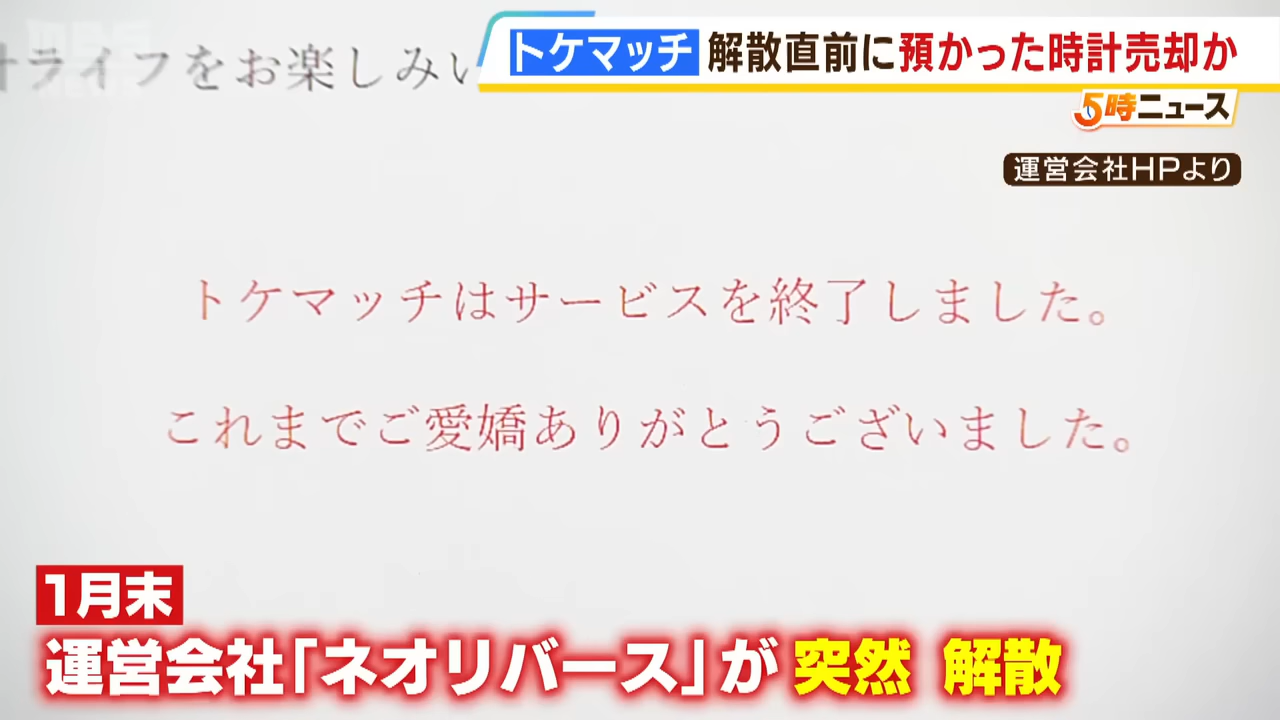 トケマッチ 解散直前に預かった時計売却か
5時ニュース
運営会社HPより
ライフをお楽しみい
トケマッチはサービスを終了しました。
これまでご愛嬌ありがとうございました。
1月末
運営会社「ネオリバース」が 突然 解散